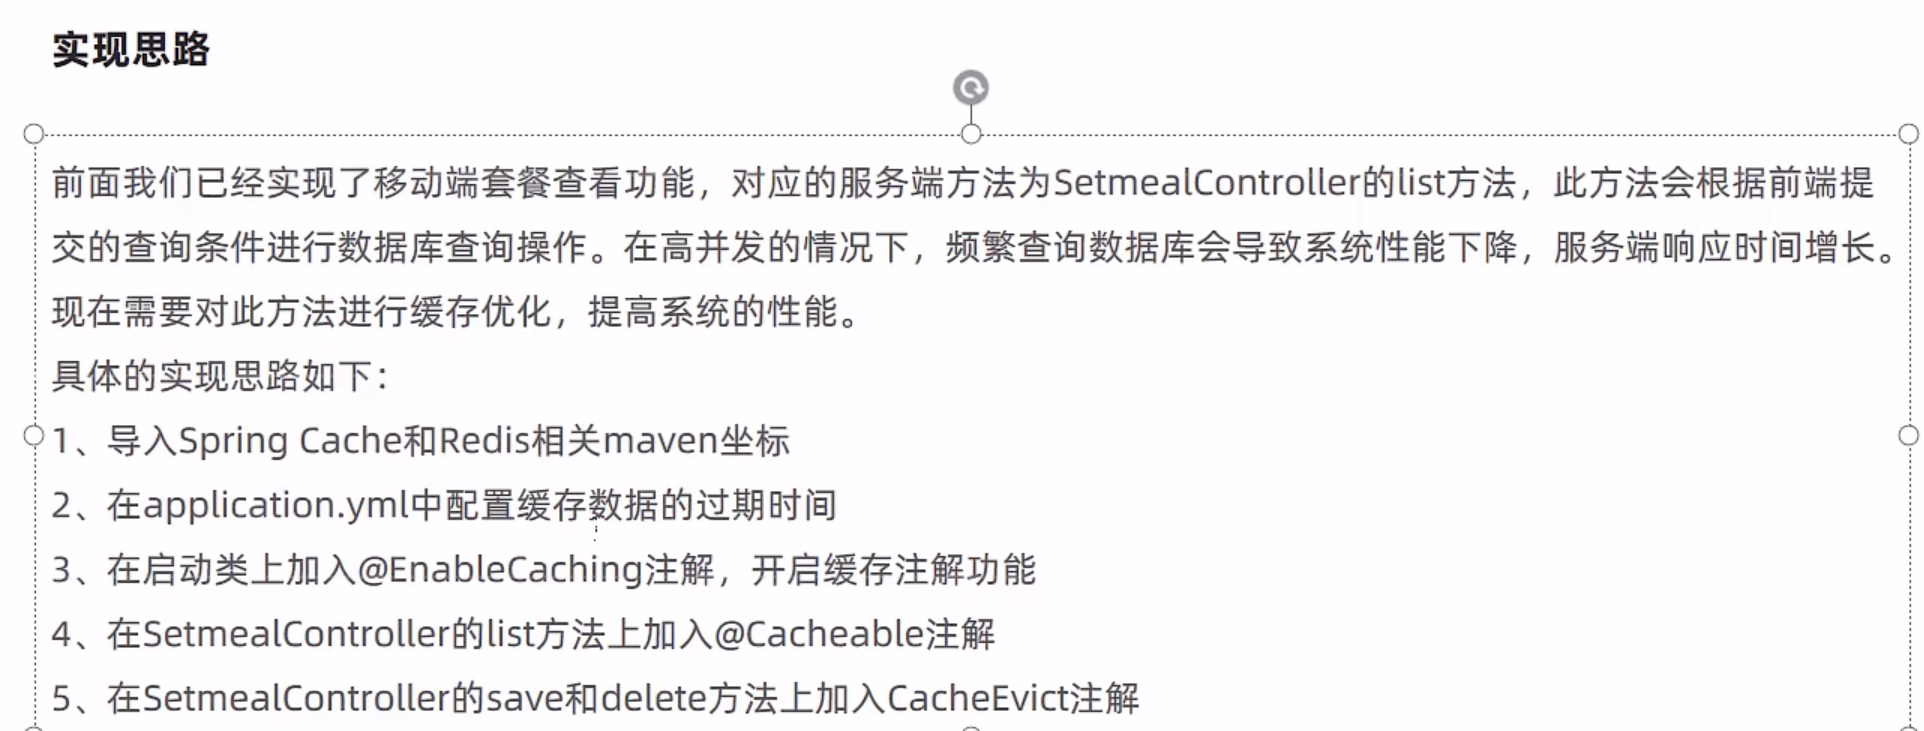 实现思路
前面我们已经实现了移动端套餐查看功能，对应的服务端方法为SetmealController的list方法，此方法会根据前端提
交的查询条件进行数据库查询操作。在高并发的情况下，频繁查询数据库会导致系统性能下降，服务端响应时间增长。
现在需要对此方法进行缓存优化，提高系统的性能。
具体的实现思路如下：
1、导入Spring Cache和Redis相关maven坐标
2、在application.yml中配置缓存数据的过期时间
3、在启动类上加入@EnableCaching注解，开启缓存注解功能
4、在SetmealController的list方法上加入@Cacheable注解
5、在SetmealController的save和delete方法上加入CacheEvict注解